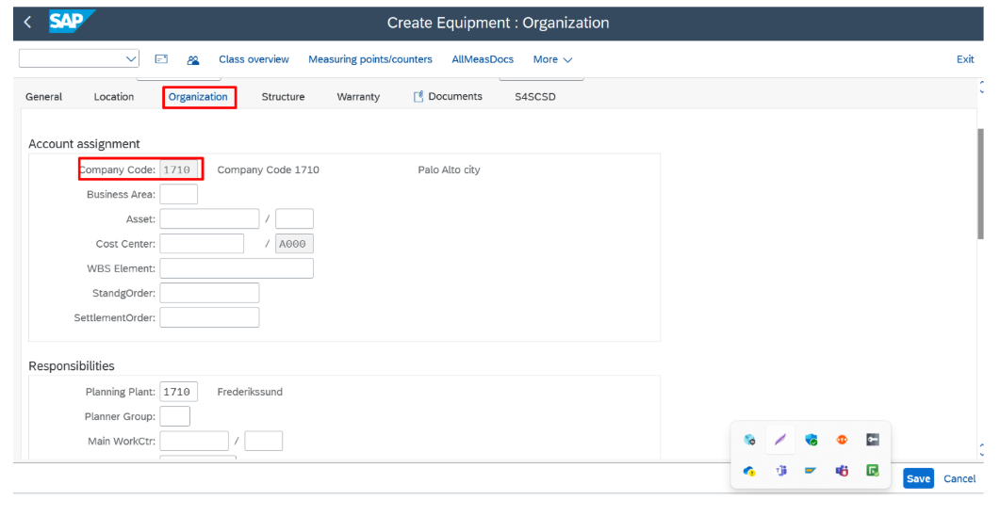 SAP Create Equipment : Organization
Class overview Measuring points/counters AllMeasDocs More Exit
General Location Organization Structure Warranty Documents S4SCSD
Account assignment
Company Code: 1710 Company Code 1710 Palo Alto city
Business Area:
Asset: /
Cost Center: / A000
WBS Element:
StandgOrder:
SettlementOrder:
Responsibilities
Planning Plant: 1710 Frederikssund
Planner Group:
Main WorkCtr: /
Save Cancel